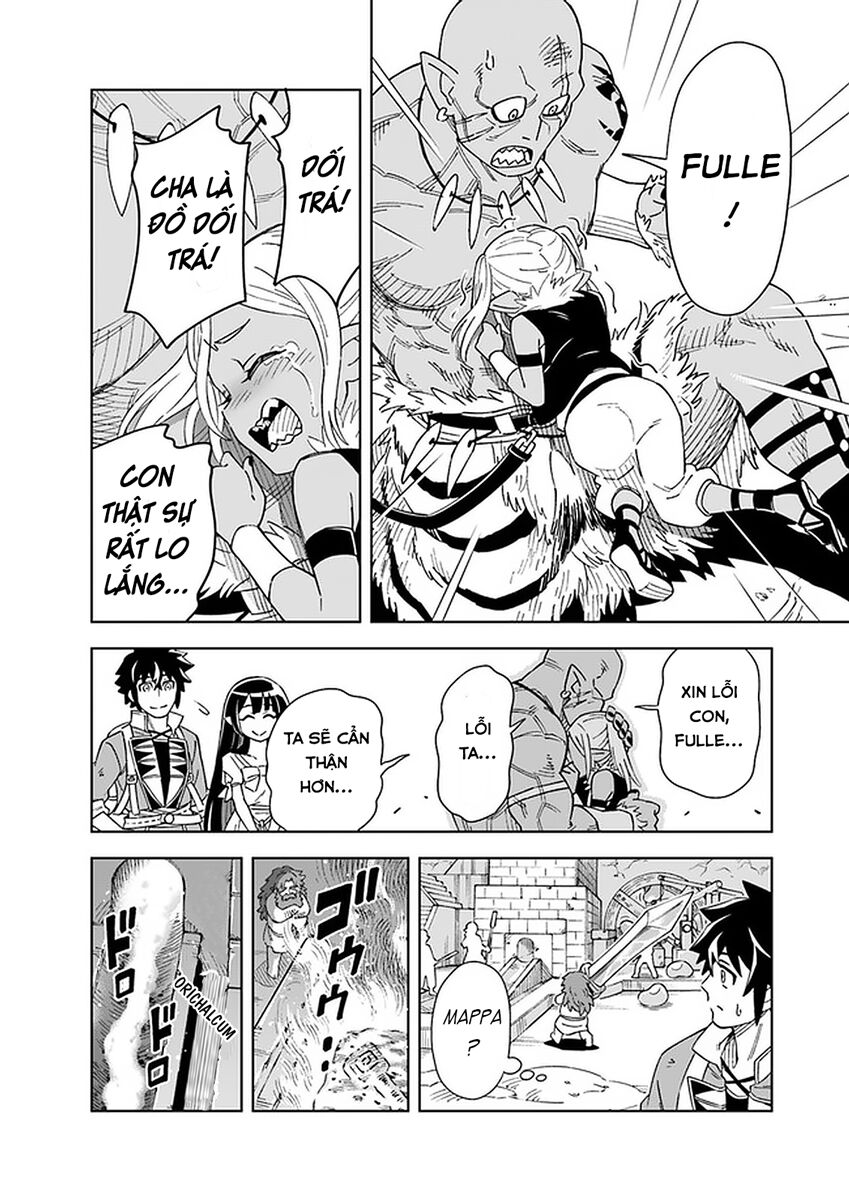 FULLE
!
DỐI
TRÁ!
CHA LÀ
ĐỒ DỐI
TRÁ!
CON
THẬT SỰ
RẤT LO
LẮNG...
XIN LỖI
CON,
FULLE...
LỖI
TA...
TA SẼ CẨN
THẬN
HƠN...
MAPPA
?
ゴウゥ…
ORICHALCUM
ドロ
ドロ